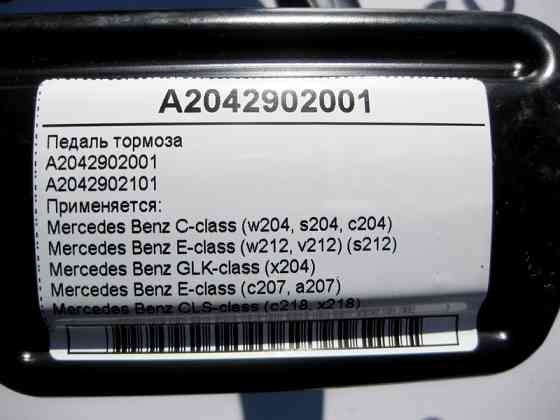 A2042902001
Педаль тормоза
A2042902001
A2042902101
Применяется:
Mercedes Benz C-class (w204, s204, c204)
Mercedes Benz E-class (w212, v212) (s212)
Mercedes Benz GLK-class (x204)
Mercedes Benz E-class (c207, a207)
Mercedes Benz CLS-class (c218, x218)